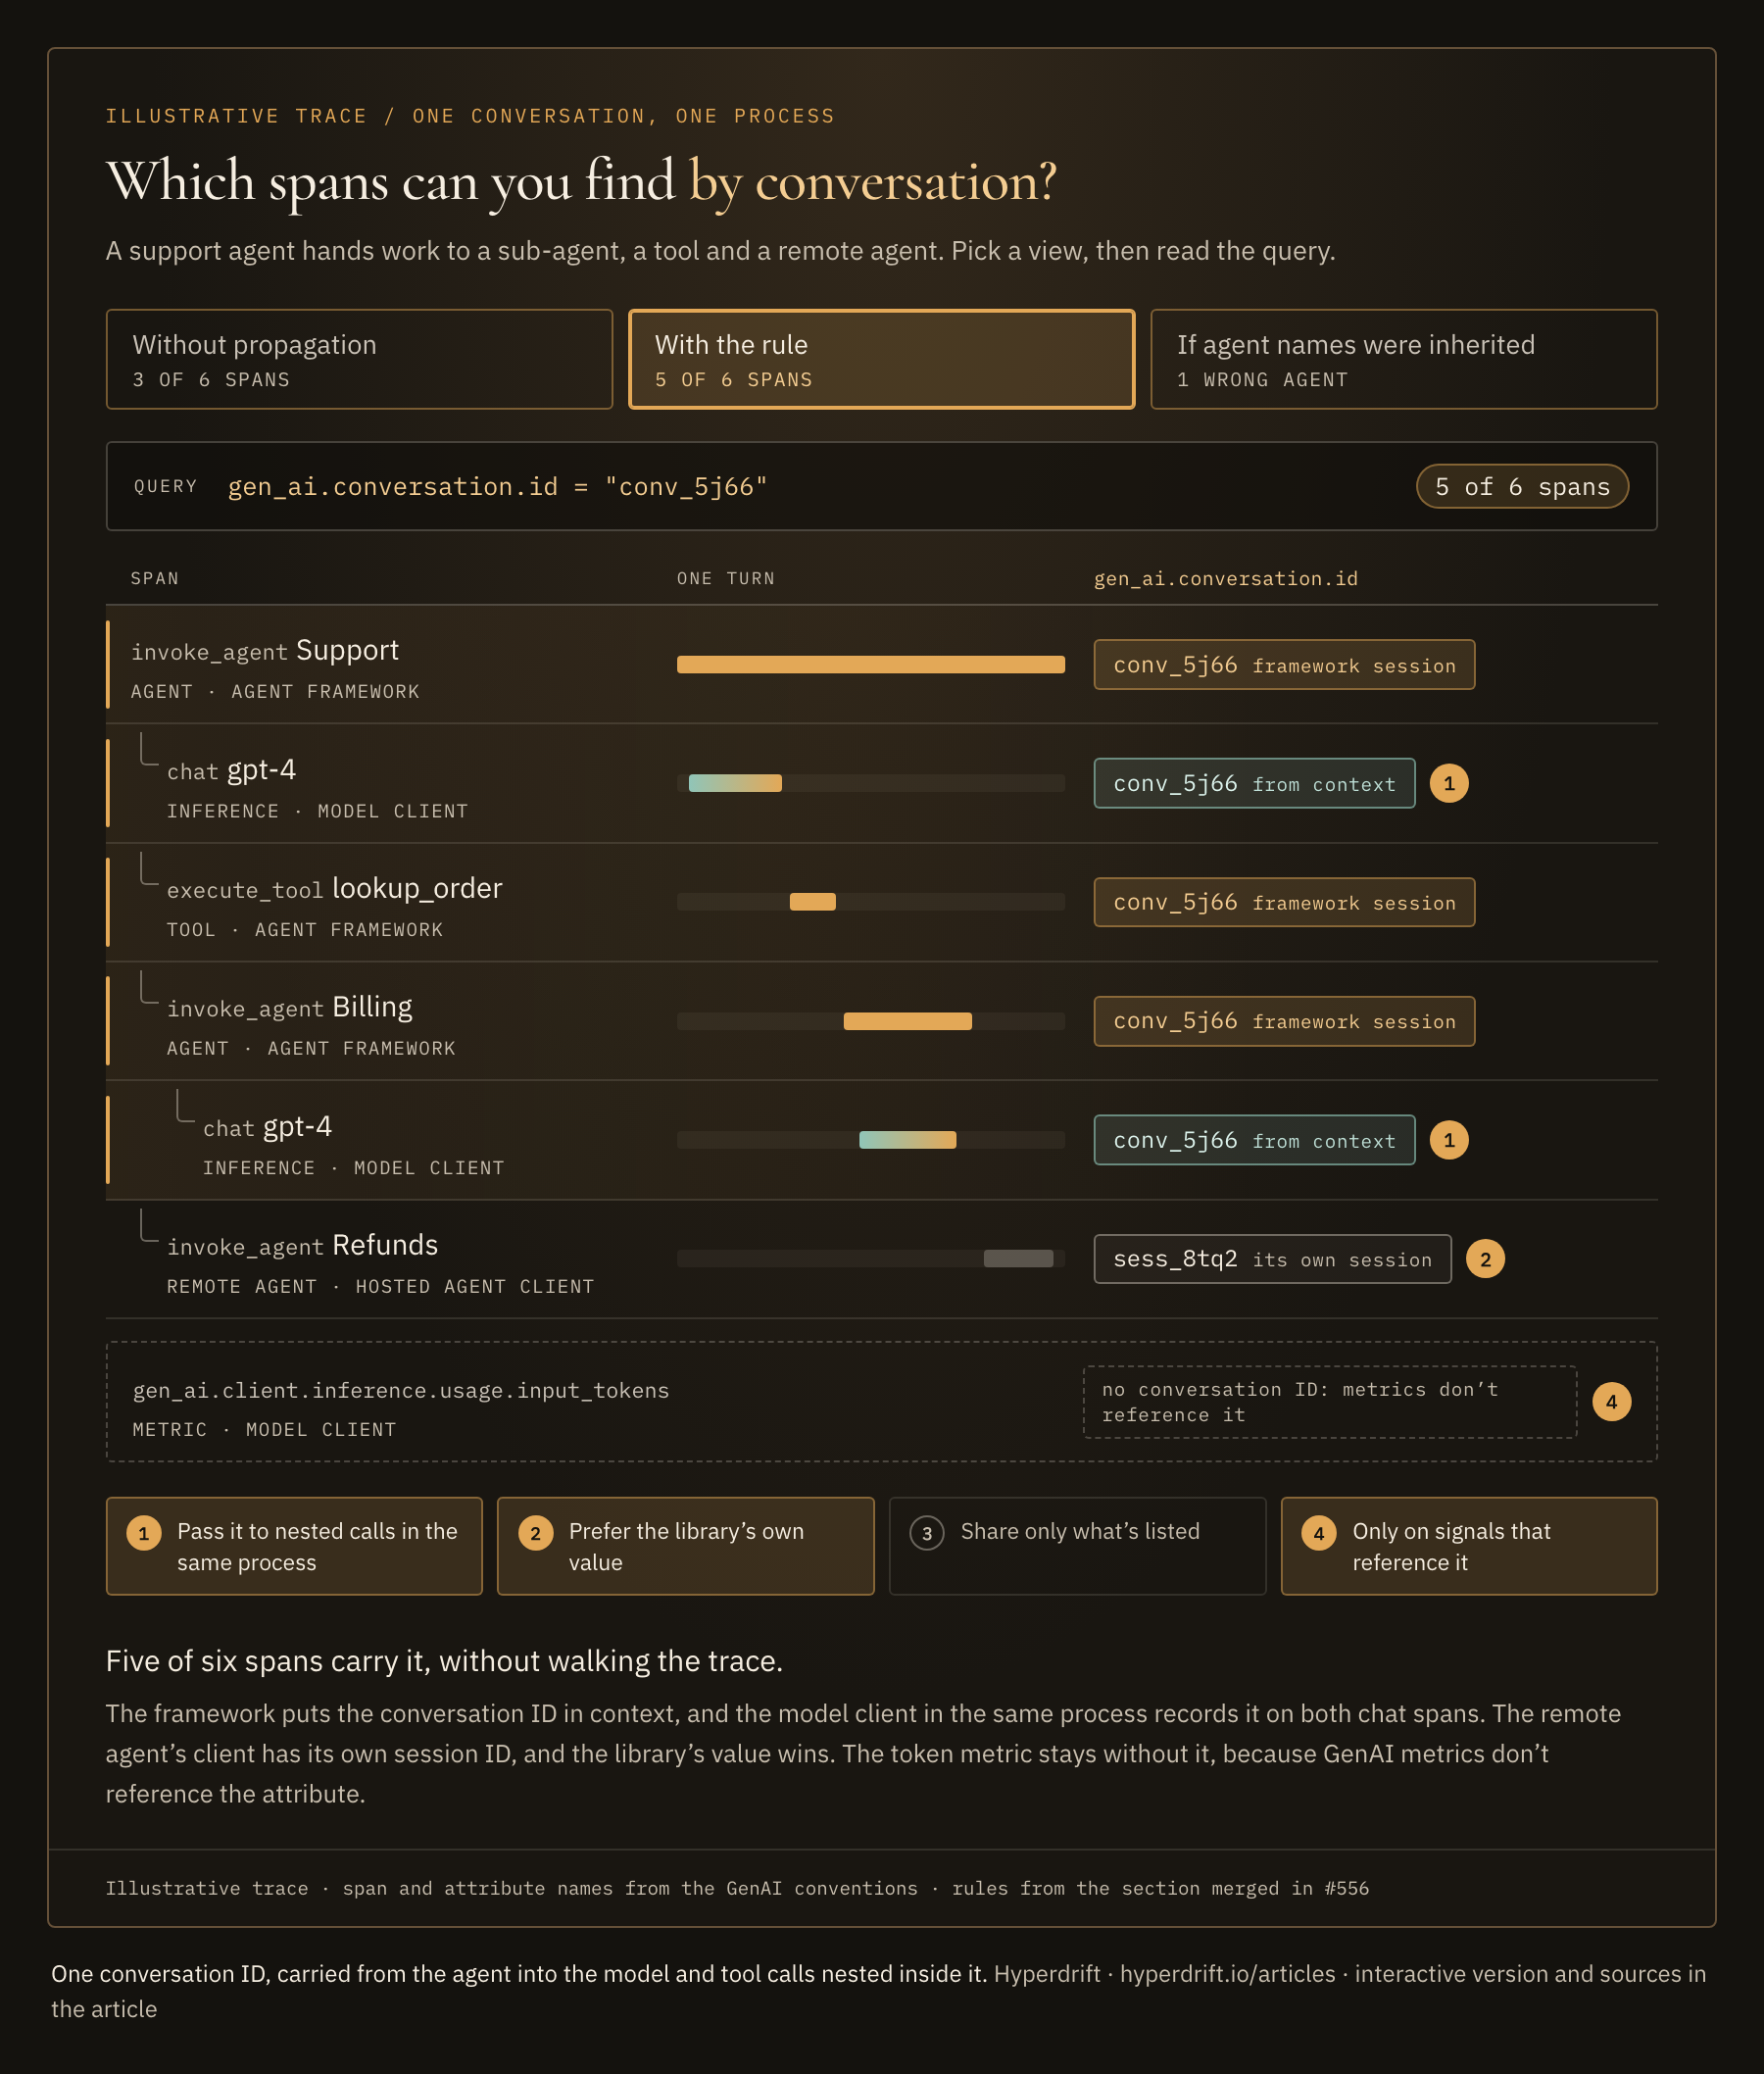 ILLUSTRATIVE TRACE / ONE CONVERSATION, ONE PROCESS
Which spans can you find by conversation?
A support agent hands work to a sub-agent, a tool and a remote agent. Pick a view, then read the query.
Without propagation
3 OF 6 SPANS
With the rule
5 OF 6 SPANS
If agent names were inherited
1 WRONG AGENT
QUERY gen_ai.conversation.id = "conv_5j66" 5 of 6 spans
SPAN ONE TURN gen_ai.conversation.id
invoke_agent Support
AGENT · AGENT FRAMEWORK
conv_5j66 framework session
chat gpt-4
INFERENCE · MODEL CLIENT
conv_5j66 from context 1
execute_tool lookup_order
TOOL · AGENT FRAMEWORK
conv_5j66 framework session
invoke_agent Billing
AGENT · AGENT FRAMEWORK
conv_5j66 framework session
chat gpt-4
INFERENCE · MODEL CLIENT
conv_5j66 from context 1
invoke_agent Refunds
REMOTE AGENT · HOSTED AGENT CLIENT
sess_8tq2 its own session 2
gen_ai.client.inference.usage.input_tokens
METRIC · MODEL CLIENT
no conversation ID: metrics don’t
reference it
4
1 Pass it to nested calls in the
same process
2 Prefer the library’s own
value
3 Share only what’s listed
4 Only on signals that
reference it
Five of six spans carry it, without walking the trace.
The framework puts the conversation ID in context, and the model client in the same process records it on both chat spans. The remote
agent’s client has its own session ID, and the library’s value wins. The token metric stays without it, because GenAI metrics don’t
reference the attribute.
Illustrative trace · span and attribute names from the GenAI conventions · rules from the section merged in #556
One conversation ID, carried from the agent into the model and tool calls nested inside it. Hyperdrift · hyperdrift.io/articles · interactive version and sources in
the article